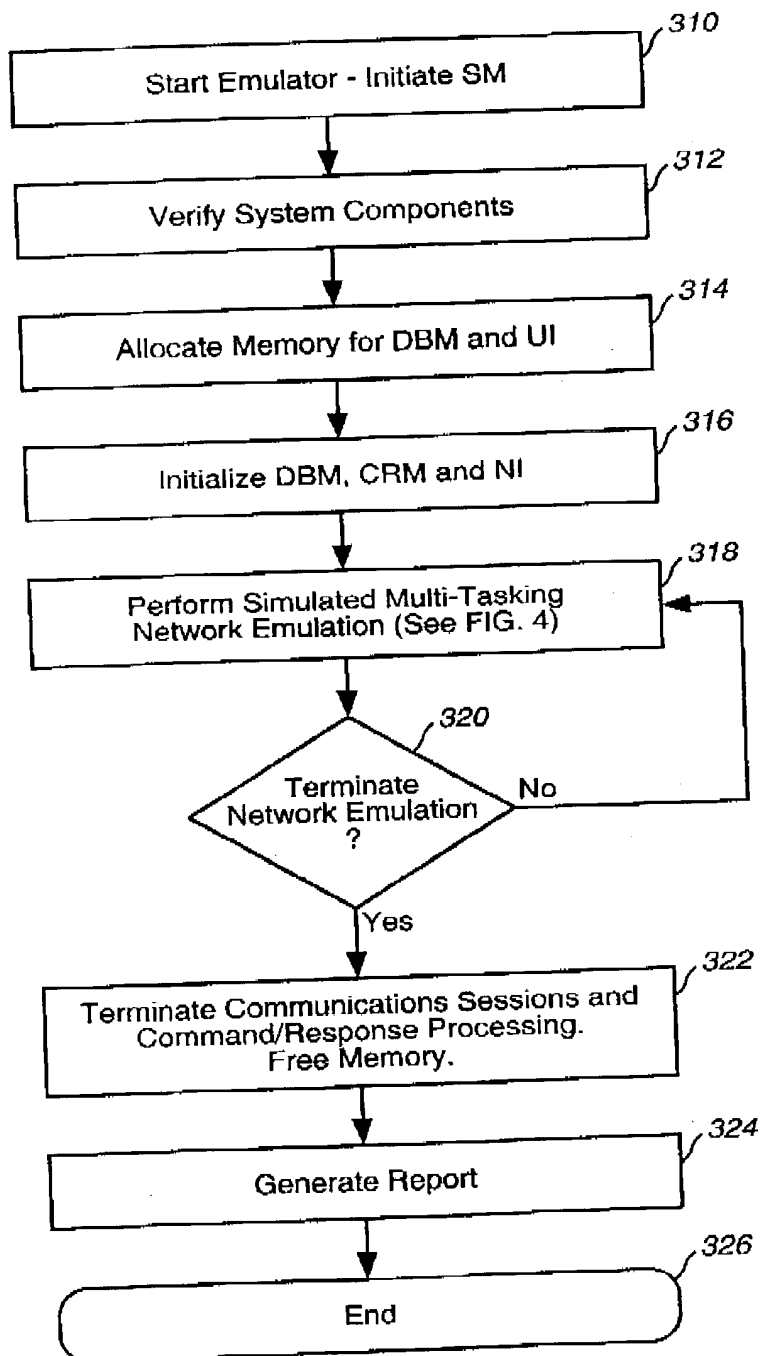 310
Start Emulator - Initiate SM
312
Verify System Components
314
Allocate Memory for DBM and UI
316
Initialize DBM, CRM and NI
318
Perform Simulated Multi-Tasking
Network Emulation (See FIG. 4)
320
Terminate
Network Emulation
?
No
Yes
322
Terminate Communications Sessions and
Command/Response Processing.
Free Memory.
324
Generate Report
326
End